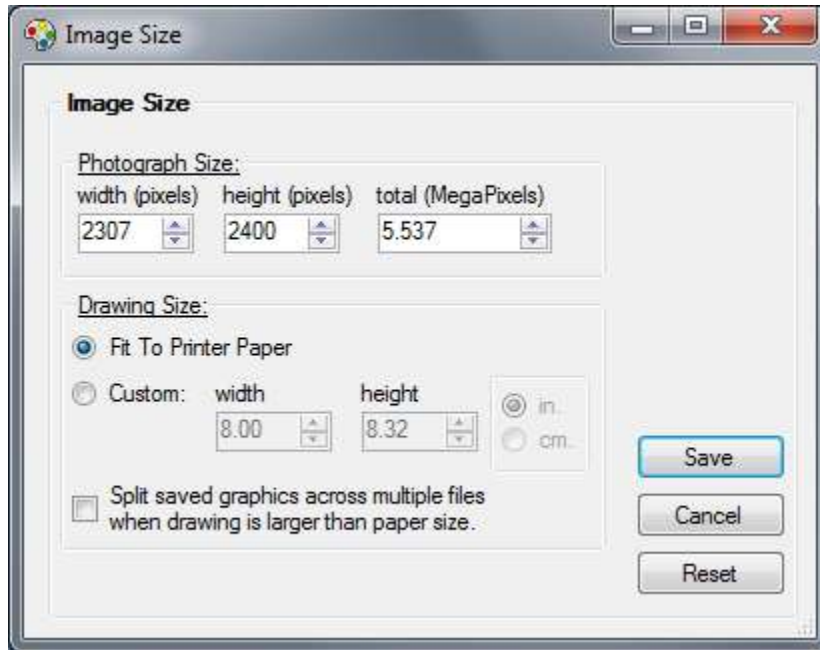 Image Size
Image Size
Photograph Size:
width (pixels) height (pixels) total (MegaPixels)
2307 2400 5.537
Drawing Size:
Fit To Printer Paper
Custom: width height
8.00 8.32 in.
cm.
Split saved graphics across multiple files
when drawing is larger than paper size.
Save
Cancel
Reset